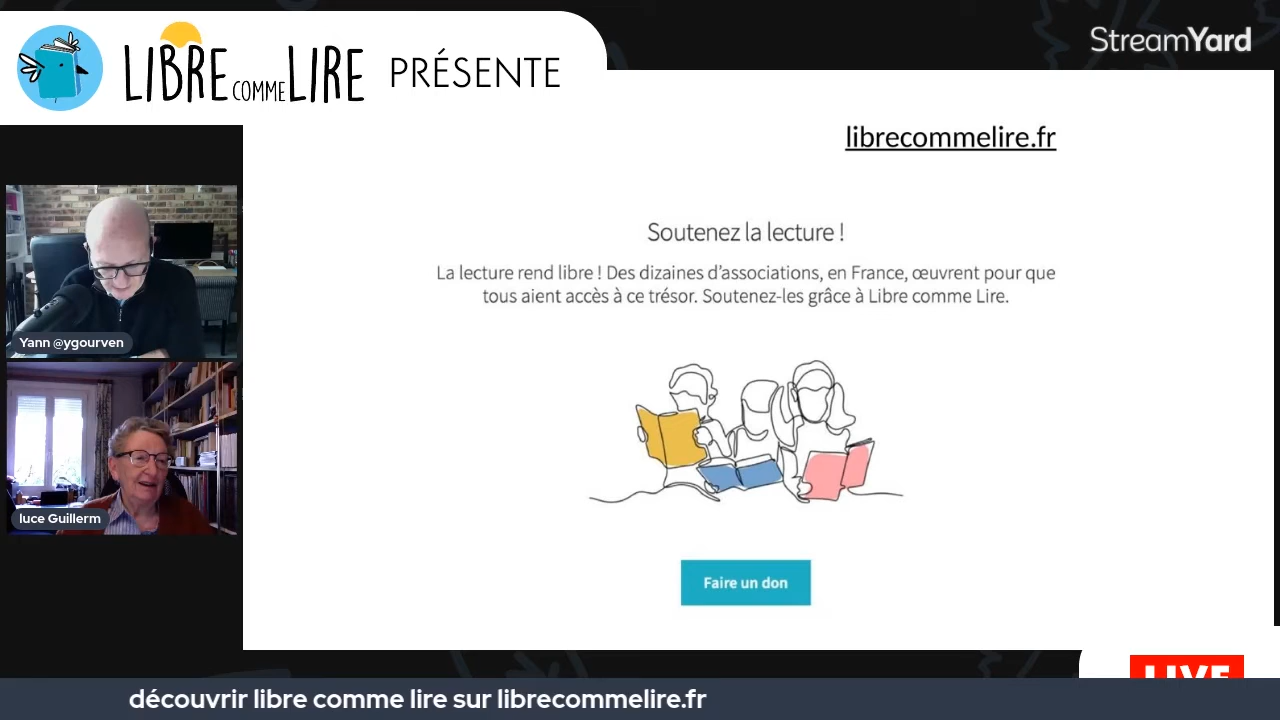 LIBRE COMME LIRE PRÉSENTE
StreamYard
librecommelire.fr
Soutenez la lecture !
La lecture rend libre ! Des dizaines d'associations, en France, œuvrent pour que
tous aient accès à ce trésor. Soutenez-les grâce à Libre comme Lire.
Yann @ygourven
luce Guillerm
Faire un don
LIVE
découvrir libre comme lire sur librecommelire.fr